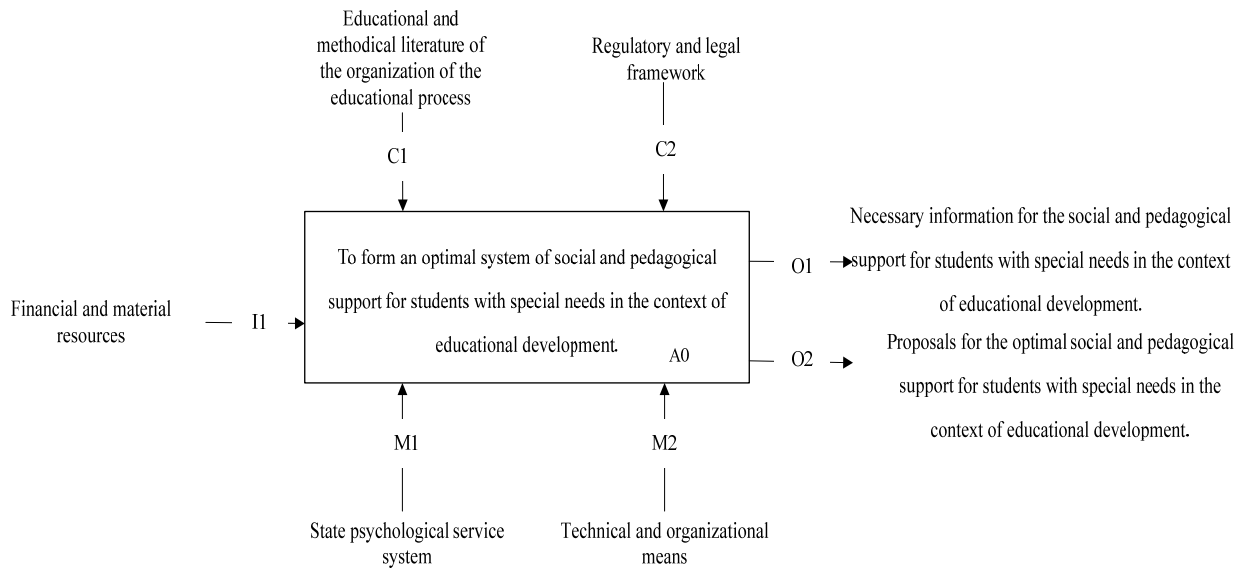 Educational and
methodical literature of
the organization of the
educational process
Regulatory and legal
framework
C1
C2
To form an optimal system of social and pedagogical
support for students with special needs in the context of
educational development.
A0
Financial and material
resources
I1
O1
Necessary information for the social and pedagogical
support for students with special needs in the context
of educational development.
O2
Proposals for the optimal social and pedagogical
support for students with special needs in the
context of educational development.
M1
M2
State psychological service
system
Technical and organizational
means